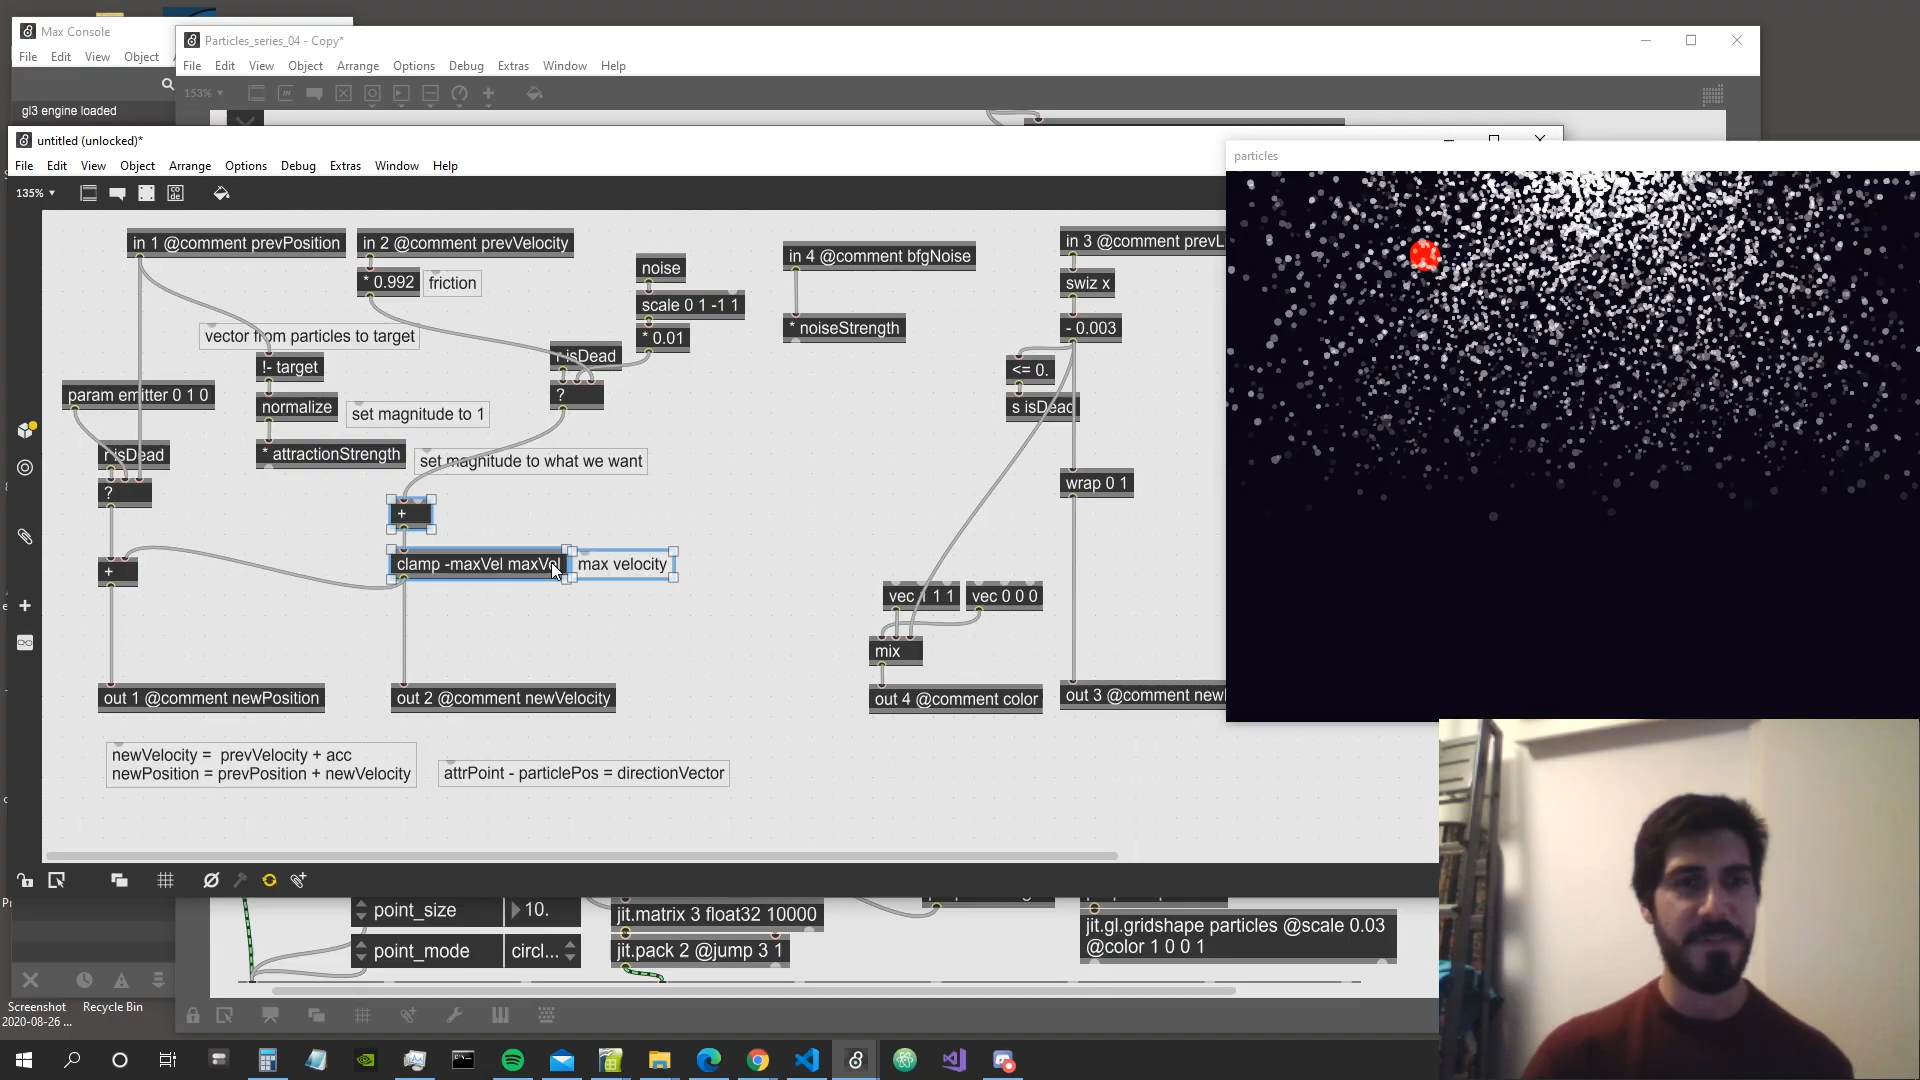 Max Console
File Edit View Object
gl3 engine loaded
Particles_series_04 - Copy*
File Edit View Object Arrange Options Debug Extras Window Help
153%
untitled (unlocked)*
File Edit View Object Arrange Options Debug Extras Window Help
135%
particles
in 1 @comment prevPosition
in 2 @comment prevVelocity
* 0.992
friction
noise
scale 0 1 -1 1
* 0.01
in 4 @comment bfgNoise
* noiseStrength
in 3 @comment prevL
swiz x
- 0.003
<= 0.
s isDead
wrap 0 1
vector from particles to target
!- target
param emitter 0 1 0
normalize
set magnitude to 1
* attractionStrength
set magnitude to what we want
r isDead
?
r isDead
?
+
clamp -maxVel maxVel
max velocity
+
vec 1 1 1
vec 0 0 0
mix
out 1 @comment newPosition
out 2 @comment newVelocity
out 4 @comment color
out 3 @comment newl
newVelocity = prevVelocity + acc
newPosition = prevPosition + newVelocity
attrPoint - particlePos = directionVector
point_size
10.
point_mode
circl...
jit.matrix 3 float32 10000
jit.pack 2 @jump 3 1
jit.gl.gridshape particles @scale 0.03
@color 1 0 0 1
Screenshot
2020-08-26 ...
Recycle Bin